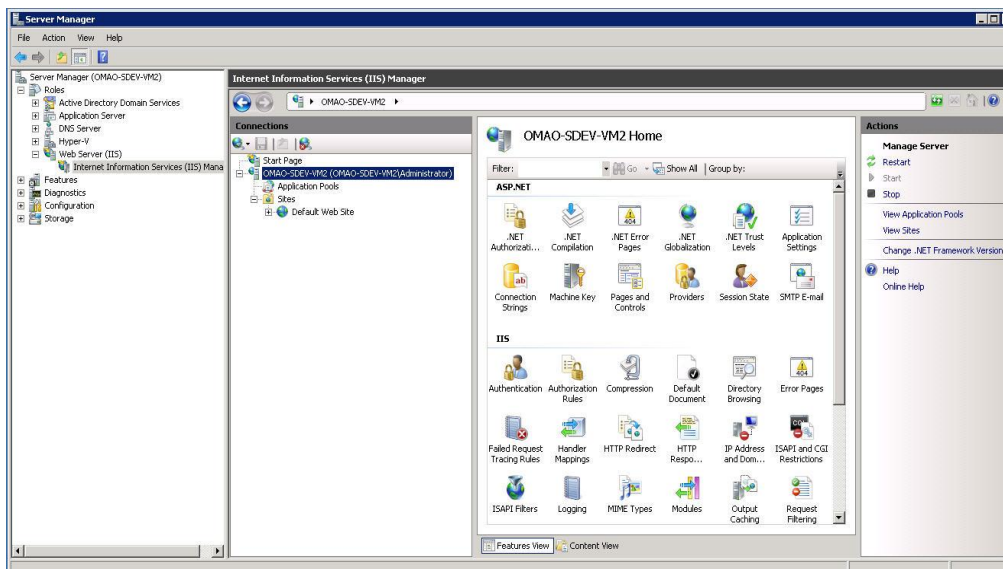 Server Manager
File Action View Help
Server Manager (OMAO-SDEV-VM2)
Roles
Active Directory Domain Services
Application Server
DNS Server
Hyper-V
Web Server (IIS)
Internet Information Services (IIS) Mana
Features
Diagnostics
Configuration
Storage
Internet Information Services (IIS) Manager
OMAO-SDEV-VM2
Connections
Start Page
OMAO-SDEV-VM2 (OMAO-SDEV-VM2\Administrator)
Application Pools
Sites
Default Web Site
OMAO-SDEV-VM2 Home
Filter: Go Show All Group by:
ASP.NET
.NET Authorizati...
.NET Compilation
.NET Error Pages
.NET Globalization
.NET Trust Levels
Application Settings
Connection Strings
Machine Key
Pages and Controls
Providers
Session State
SMTP E-mail
IIS
Authentication
Authorization Rules
Compression
Default Document
Directory Browsing
Error Pages
Failed Request Tracing Rules
Handler Mappings
HTTP Redirect
HTTP Respo...
IP Address and Dom...
ISAPI and CGI Restrictions
ISAPI Filters
Logging
MIME Types
Modules
Output Caching
Request Filtering
Features View Content View
Actions
Manage Server
Restart
Start
Stop
View Application Pools
View Sites
Change .NET Framework Version
Help
Online Help